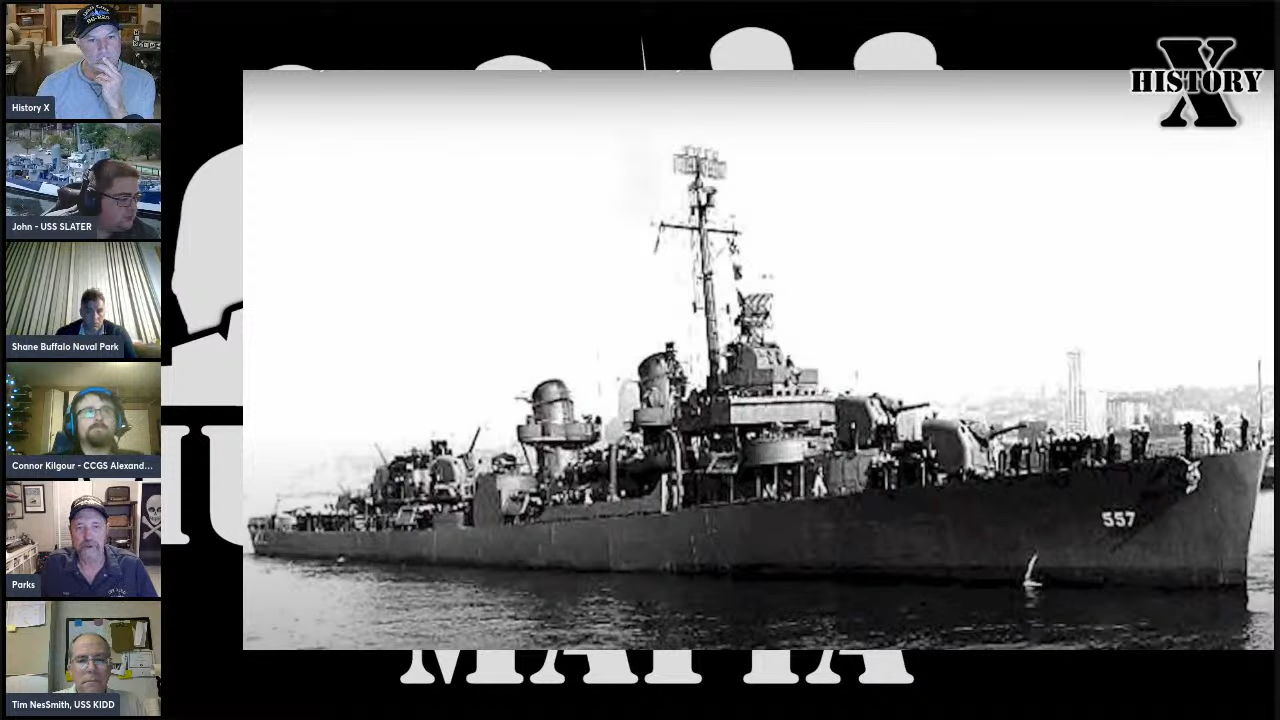 History X
John - USS SLATER
Shane Buffalo Naval Park
Connor Kilgour - CCGS Alexand...
Parks
Tim NesSmith, USS KIDD
X
HISTORY
557
MAFIA